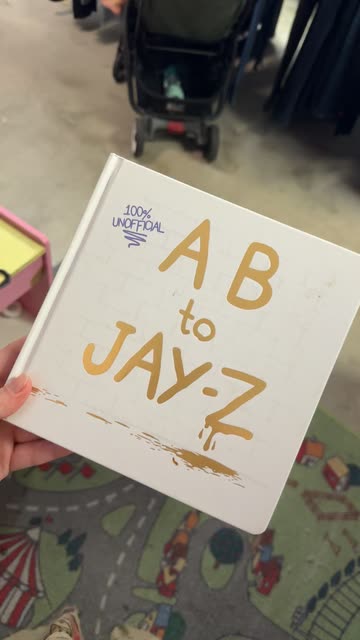 100%
UNOFFICIAL
A B
to
JAY-Z